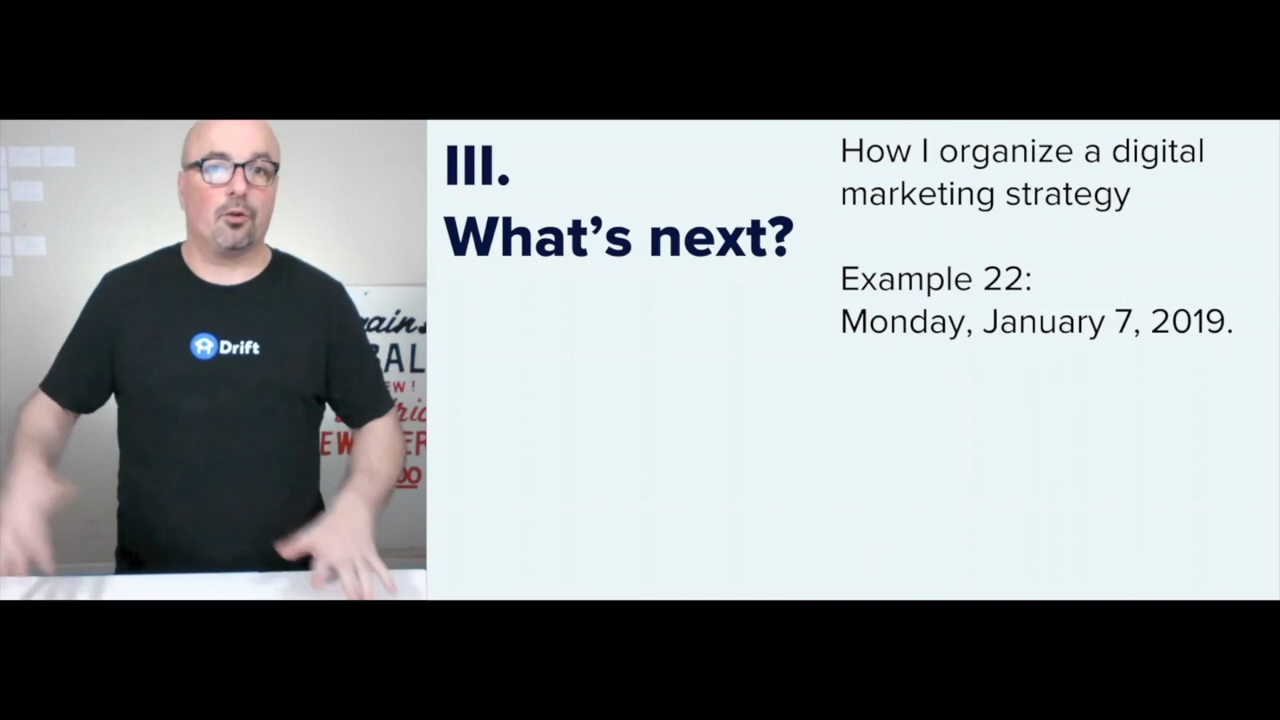 Drift
III.
What's next?
How I organize a digital
marketing strategy
Example 22:
Monday, January 7, 2019.